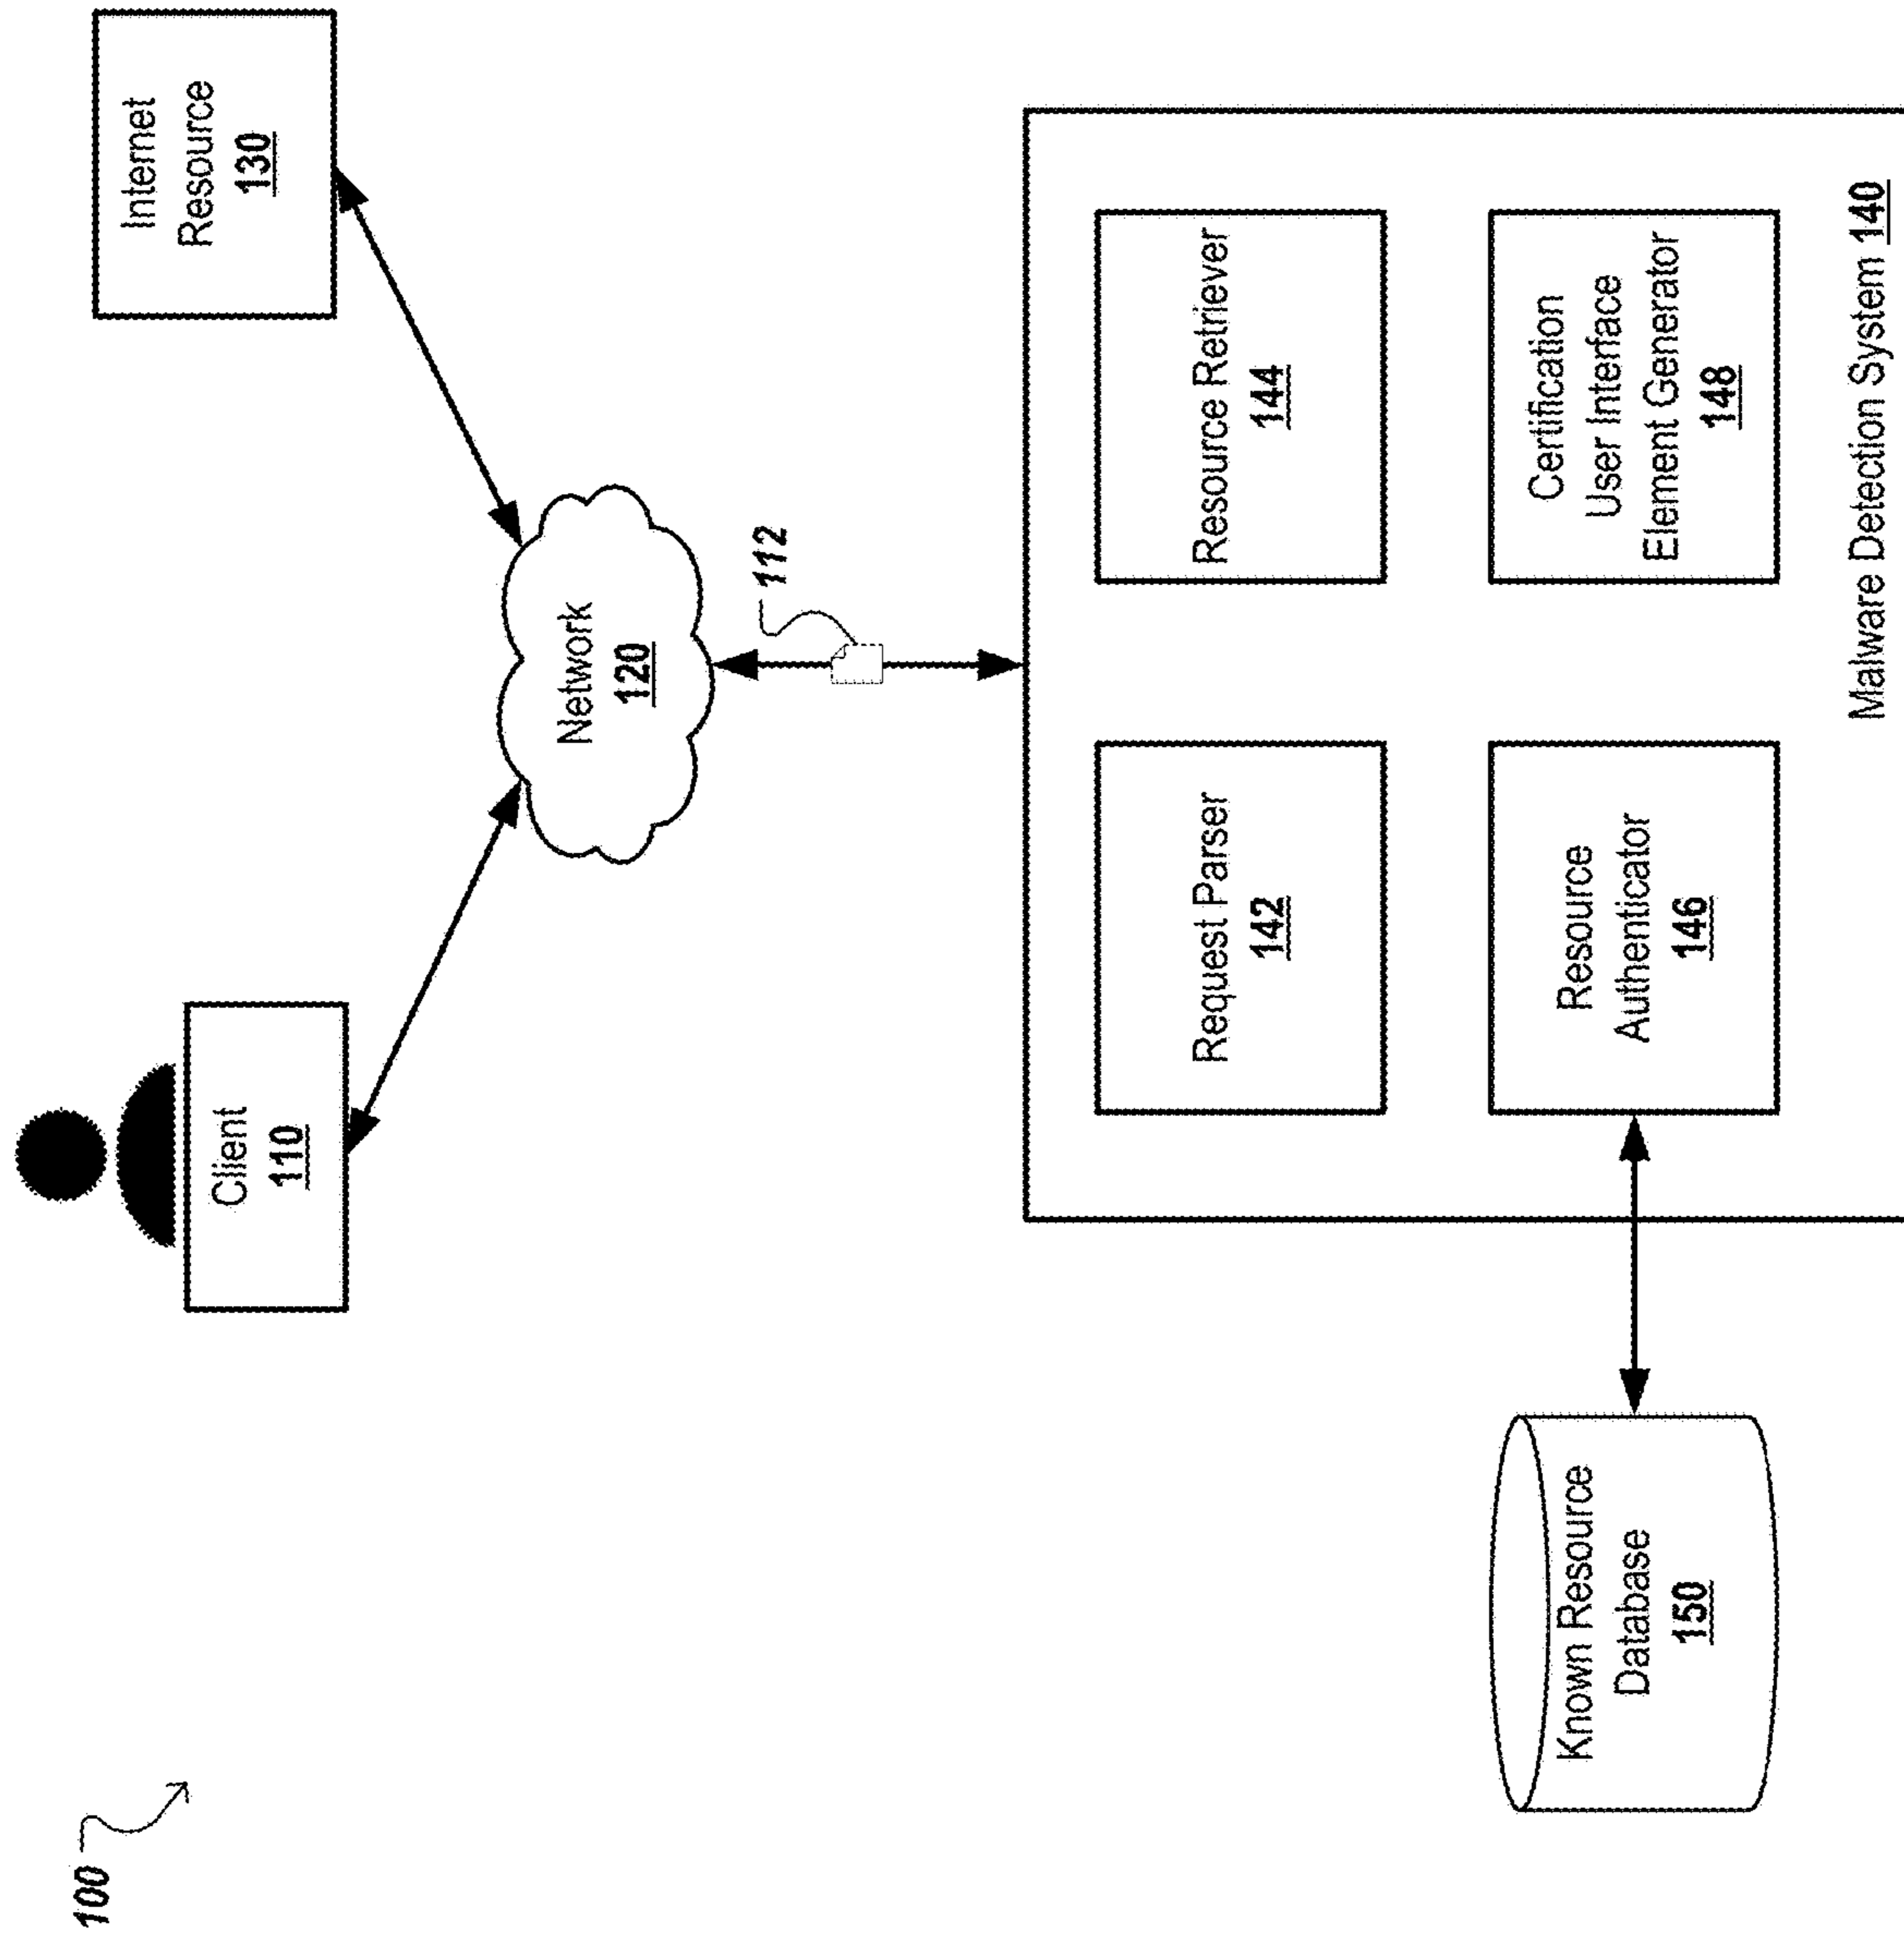 100
Client
110
Internet
Resource
130
Network
120
112
Request Parser
142
Resource Retriever
144
Known Resource
Database
150
Resource
Authenticator
146
Certification
User Interface
Element Generator
148
Malware Detection System 140